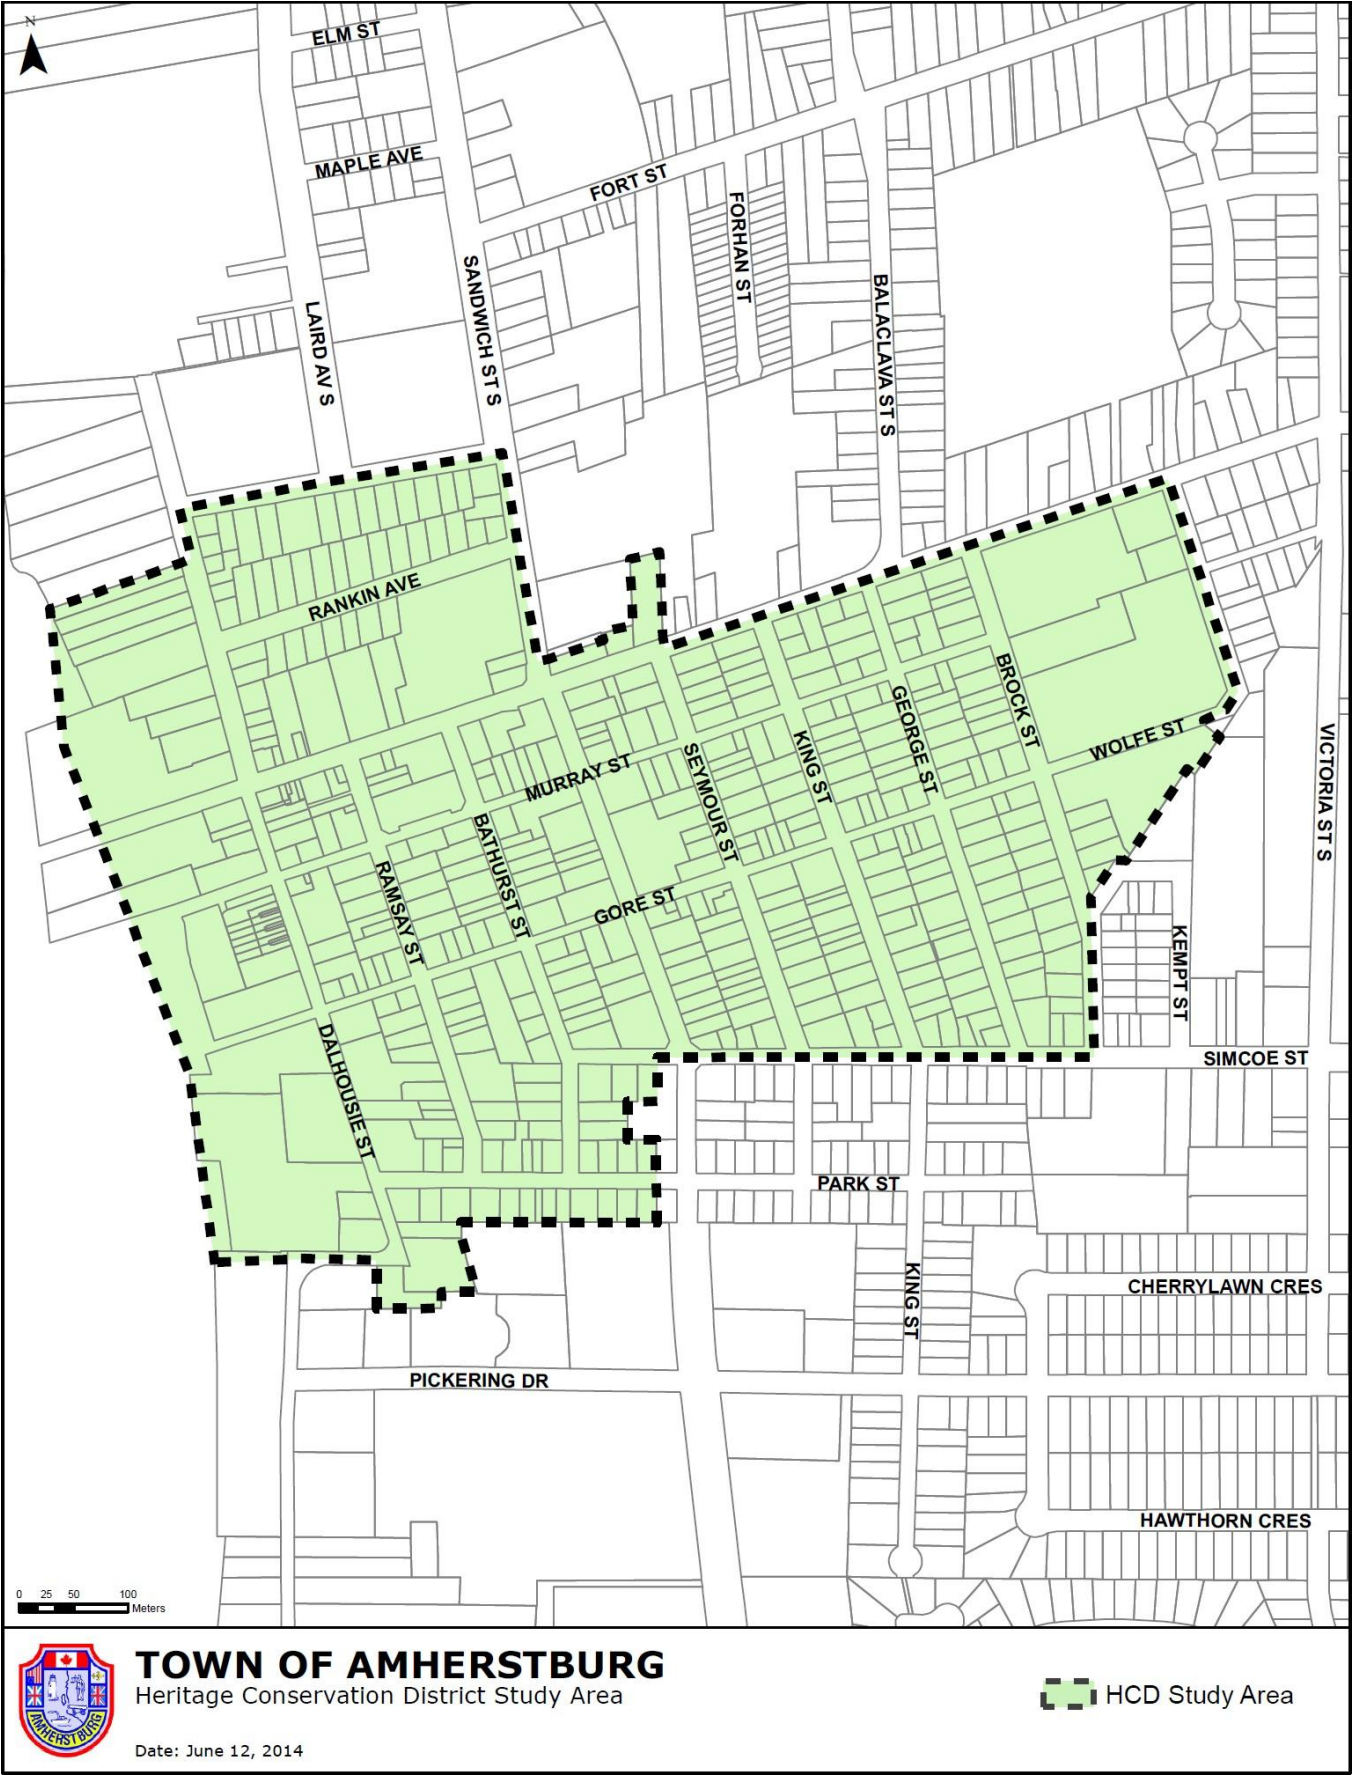 N
ELM ST
MAPLE AVE
FORT ST
FORHAN ST
SANDWICH ST S
LAIRD AV S
BALACLAVA ST S
RANKIN AVE
BROCK ST
GEORGE ST
WOLFE ST
VICTORIA ST S
KING ST
SEYMOUR ST
MURRAY ST
BATHURST ST
RAMSAY ST
GORE ST
KEMPT ST
DALHOUSIE ST
SIMCOE ST
PARK ST
KING ST
CHERRYLAWN CRES
PICKERING DR
HAWTHORN CRES
0 25 50 100
Meters
AMHERSTBURG
TOWN OF AMHERSTBURG
Heritage Conservation District Study Area
HCD Study Area
Date: June 12, 2014